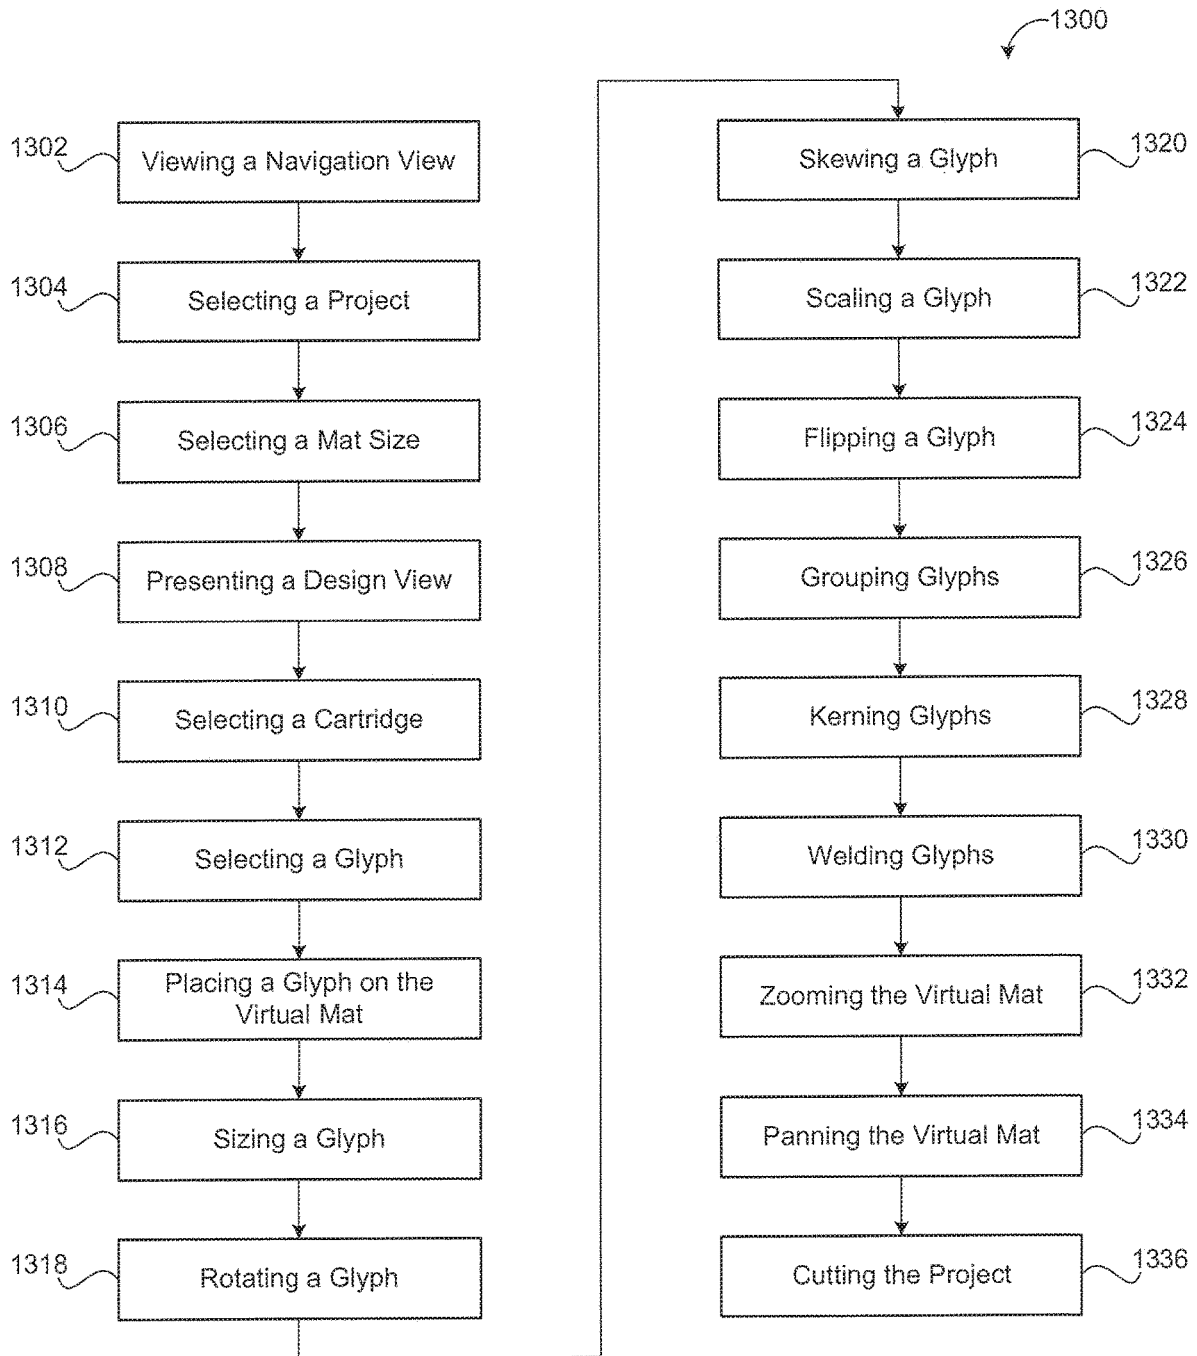 1300
1302
Viewing a Navigation View
1304
Selecting a Project
1306
Selecting a Mat Size
1308
Presenting a Design View
1310
Selecting a Cartridge
1312
Selecting a Glyph
1314
Placing a Glyph on the
Virtual Mat
1316
Sizing a Glyph
1318
Rotating a Glyph
Skewing a Glyph
1320
Scaling a Glyph
1322
Flipping a Glyph
1324
Grouping Glyphs
1326
Kerning Glyphs
1328
Welding Glyphs
1330
Zooming the Virtual Mat
1332
Panning the Virtual Mat
1334
Cutting the Project
1336